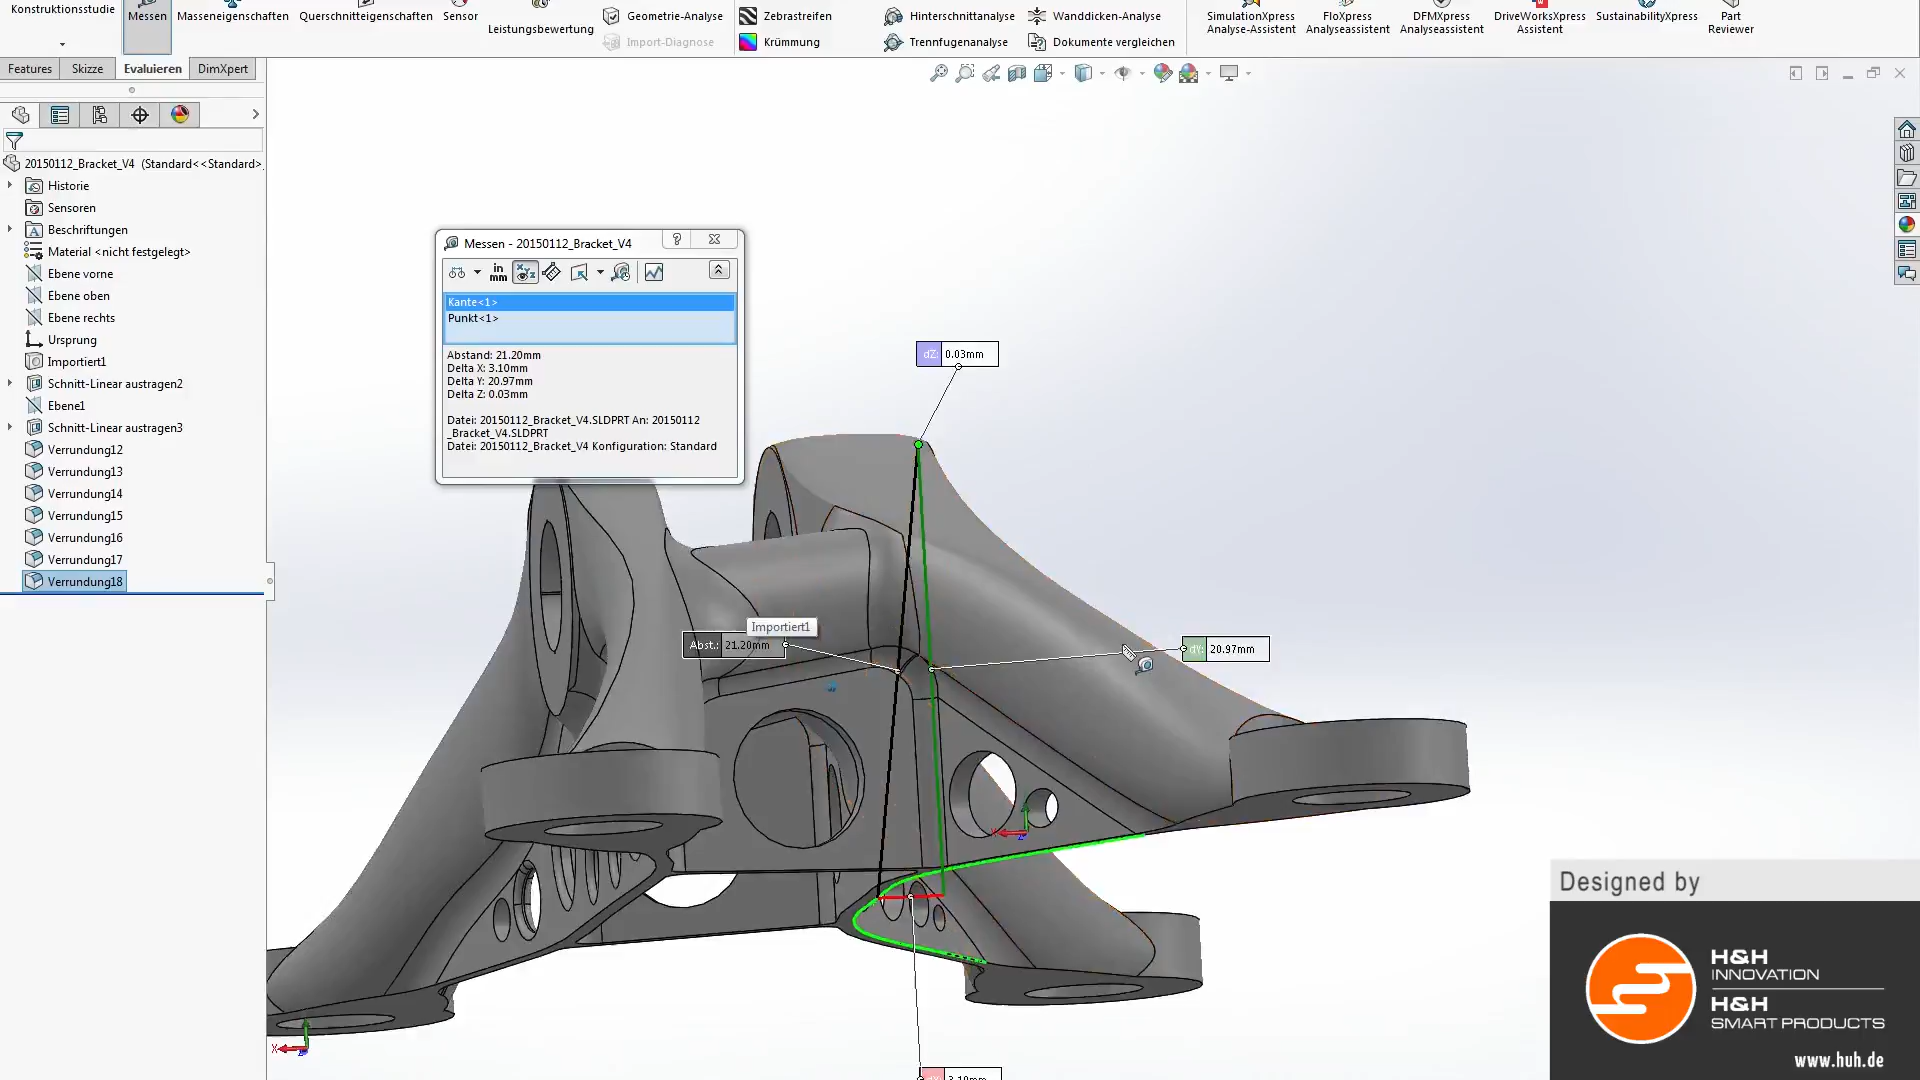 Konstruktionsstudie
Messen
Masseneigenschaften
Querschnitteigenschaften
Sensor
Leistungsbewertung
Geometrie-Analyse
Import-Diagnose
Zebrastreifen
Krümmung
Hinterschnittanalyse
Trennfugenanalyse
Wanddicken-Analyse
Dokumente vergleichen
SimulationXpress
Analyse-Assistent
FloXpress
Analyseassistent
DFMXpress
Analyseassistent
DriveWorksXpress
Assistent
SustainabilityXpress
Part
Reviewer
Features
Skizze
Evaluieren
DimXpert
20150112_Bracket_V4 (Standard<<Standard>
Historie
Sensoren
Beschriftungen
Material <nicht festgelegt>
Ebene vorne
Ebene oben
Ebene rechts
Ursprung
Importiert1
Schnitt-Linear austragen2
Ebene1
Schnitt-Linear austragen3
Verrundung12
Verrundung13
Verrundung14
Verrundung15
Verrundung16
Verrundung17
Verrundung18
Messen - 20150112_Bracket_V4
?
in
mm
Kante<1>
Punkt<1>
Abstand: 21.20mm
Delta X: 3.10mm
Delta Y: 20.97mm
Delta Z: 0.03mm
Datei: 20150112_Bracket_V4.SLDPRT An: 20150112
_Bracket_V4.SLDPRT
Datei: 20150112_Bracket_V4 Konfiguration: Standard
dZ: 0.03mm
Importiert1
Abst.: 21.20mm
dY: 20.97mm
3.10mm
X
Designed by
H&H
INNOVATION
H&H
SMART PRODUCTS
www.huh.de